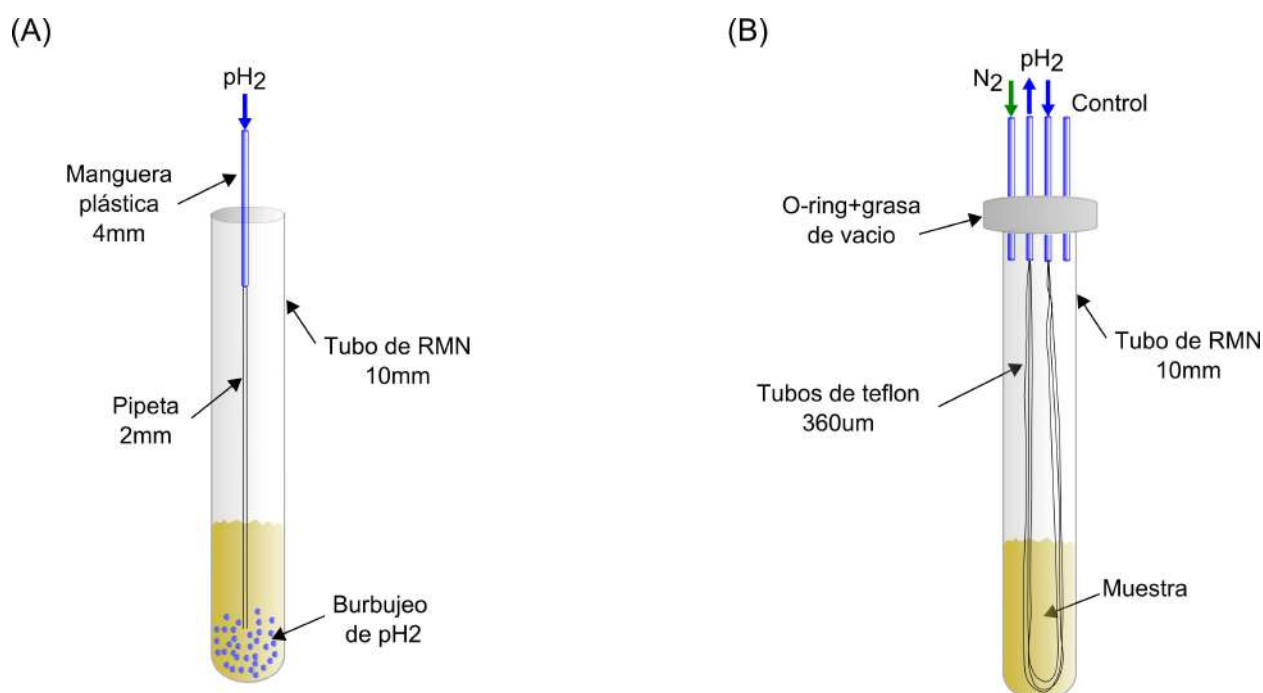 (A)
pH2
Manguera
plástica
4mm
Tubo de RMN
10mm
Pipeta
2mm
Burbujeo
de pH2
(B)
pH2
N2
Control
O-ring+grasa
de vacio
Tubo de RMN
10mm
Tubos de teflon
360um
Muestra